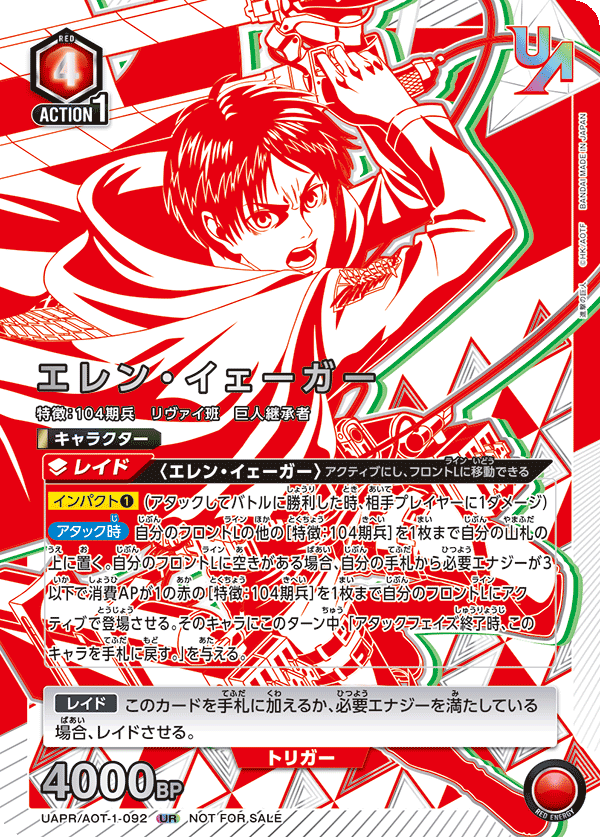 RED
4
ACTION 1
UA
BANDAI MADE IN JAPAN
©HK/AOTF
進撃の巨人
エレン・イェーガー
特徴：104期兵　リヴァイ班　巨人継承者
キャラクター
レイド 〈エレン・イェーガー〉アクティブにし、フロントLに移動できる
インパクト❶ (アタックしてバトルに勝利した時、相手プレイヤーに1ダメージ)
アタック時 自分のフロントLの他の[特徴：104期兵]を1枚まで自分の山札の
上に置く。自分のフロントLに空きがある場合、自分の手札から必要エナジーが3
以下で消費APが1の赤の[特徴：104期兵]を1枚まで自分のフロントLにアク
ティブで登場させる。そのキャラにこのターン中、「アタックフェイズ終了時、この
キャラを手札に戻す。」を与える。
レイド このカードを手札に加えるか、必要エナジーを満たしている
場合、レイドさせる。
トリガー
4000BP
RED ENERGY
UAPR/AOT-1-092 UR NOT FOR SALE